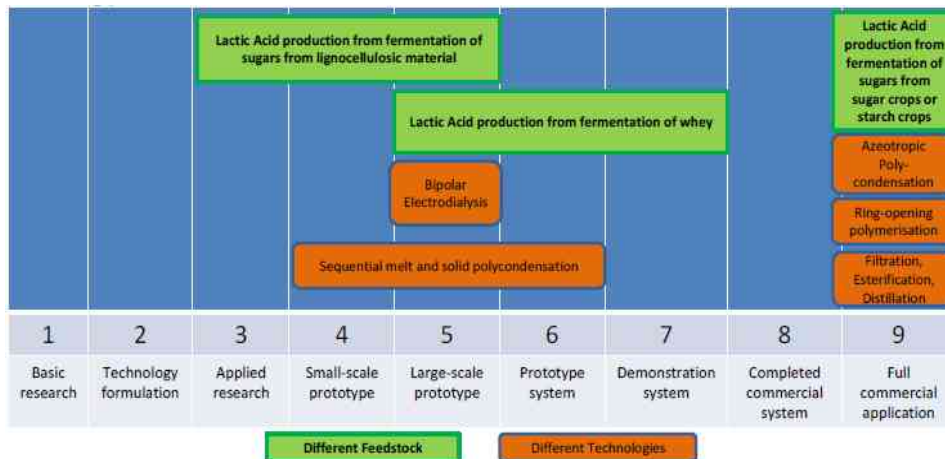 Lactic Acid production from fermentation of
sugars from lignocellulosic material
Lactic Acid
production from
fermentation of
sugars from
sugar crops or
starch crops
Lactic Acid production from fermentation of whey
Azeotropic
Poly-
condensation
Bipolar
Electrodialysis
Ring-opening
polymerisation
Sequential melt and solid polycondensation
Filtration,
Esterification,
Distillation
1 2 3 4 5 6 7 8 9
Basic
research
Technology
formulation
Applied
research
Small-scale
prototype
Large-scale
prototype
Prototype
system
Demonstration
system
Completed
commercial
system
Full
commercial
application
Different Feedstock
Different Technologies